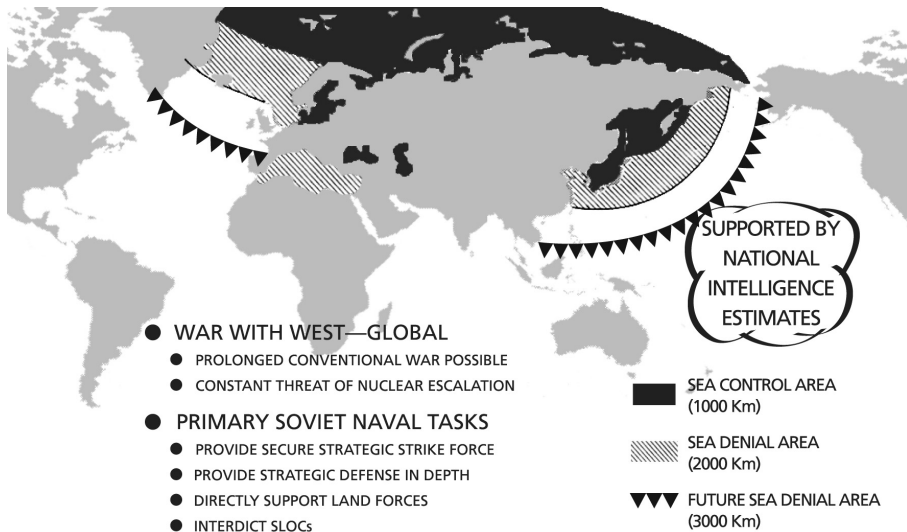 SUPPORTED BY
NATIONAL
INTELLIGENCE
ESTIMATES
● WAR WITH WEST—GLOBAL
● PROLONGED CONVENTIONAL WAR POSSIBLE
● CONSTANT THREAT OF NUCLEAR ESCALATION
● PRIMARY SOVIET NAVAL TASKS
● PROVIDE SECURE STRATEGIC STRIKE FORCE
● PROVIDE STRATEGIC DEFENSE IN DEPTH
● DIRECTLY SUPPORT LAND FORCES
● INTERDICT SLOCs
SEA CONTROL AREA
(1000 Km)
SEA DENIAL AREA
(2000 Km)
FUTURE SEA DENIAL AREA
(3000 Km)